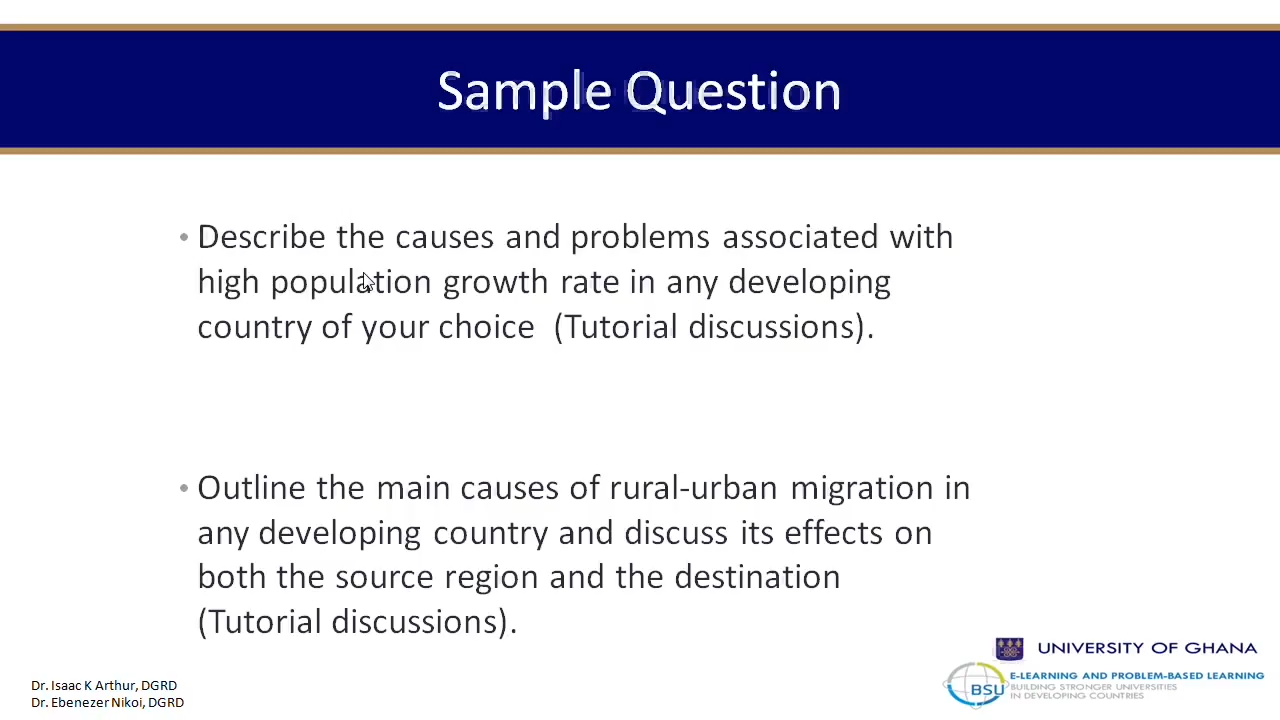 Sample Question
• Describe the causes and problems associated with
high population growth rate in any developing
country of your choice (Tutorial discussions).
• Outline the main causes of rural-urban migration in
any developing country and discuss its effects on
both the source region and the destination
(Tutorial discussions).
UNIVERSITY OF GHANA
BSU
E-LEARNING AND PROBLEM-BASED LEARNING
BUILDING STRONGER UNIVERSITIES
IN DEVELOPING COUNTRIES
Dr. Isaac K Arthur, DGRD
Dr. Ebenezer Nikoi, DGRD